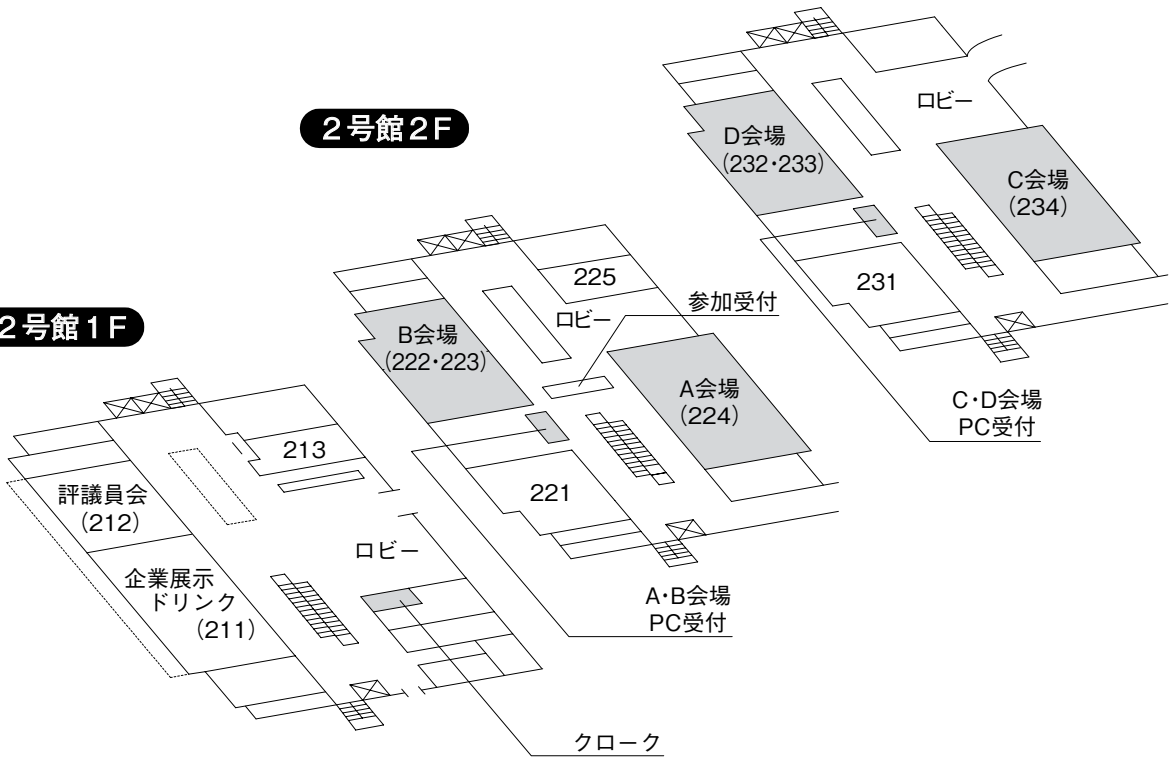 ２号館２F
２号館１F
ロビー
D会場
(232・233)
C会場
(234)
231
C・D会場
PC受付
225
ロビー
参加受付
B会場
(222・223)
A会場
(224)
221
A・B会場
PC受付
213
評議員会
(212)
ロビー
企業展示
ドリンク
(211)
クローク